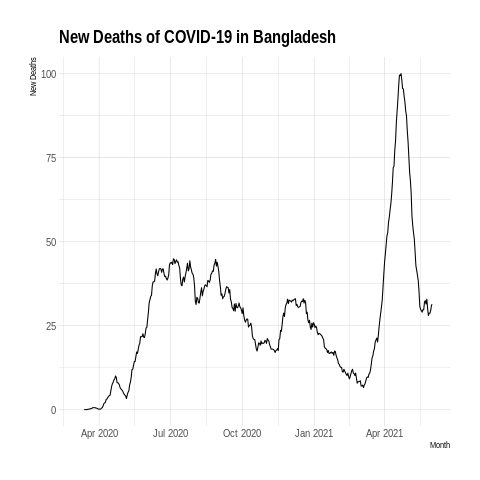 New Deaths of COVID-19 in Bangladesh
New Deaths
100
75
50
25
0
Apr 2020 Jul 2020 Oct 2020 Jan 2021 Apr 2021
Month